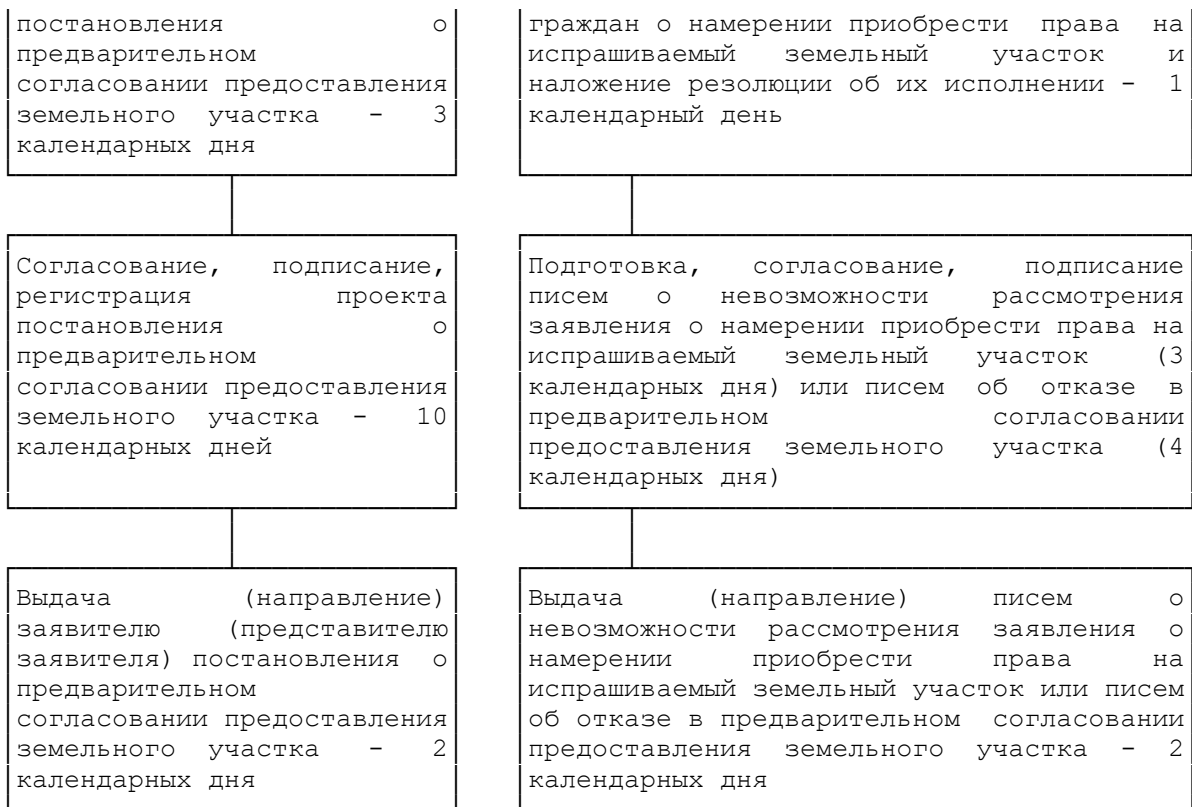 постановления о
предварительном
согласовании предоставления
земельного участка - 3
календарных дня
граждан о намерении приобрести права на
испрашиваемый земельный участок и
наложение резолюции об их исполнении - 1
календарный день
Согласование, подписание,
регистрация проекта
постановления о
предварительном
согласовании предоставления
земельного участка - 10
календарных дней
Подготовка, согласование, подписание
писем о невозможности рассмотрения
заявления о намерении приобрести права на
испрашиваемый земельный участок (3
календарных дня) или писем об отказе в
предварительном согласовании
предоставления земельного участка (4
календарных дня)
Выдача (направление)
заявителю (представителю
заявителя) постановления о
предварительном
согласовании предоставления
земельного участка - 2
календарных дня
Выдача (направление) писем о
невозможности рассмотрения заявления о
намерении приобрести права на
испрашиваемый земельный участок или писем
об отказе в предварительном согласовании
предоставления земельного участка - 2
календарных дня